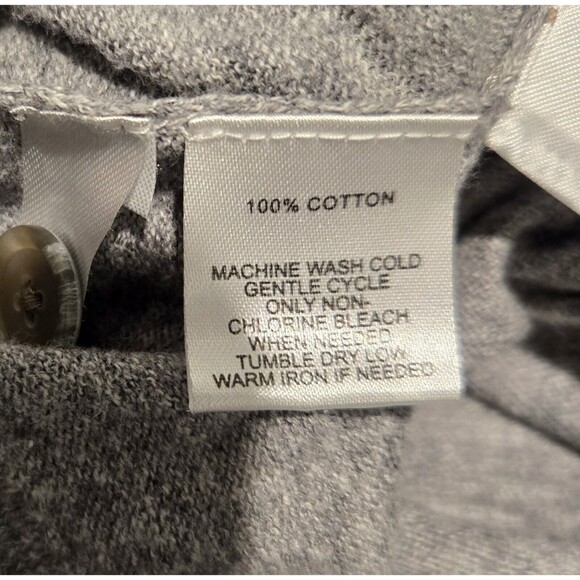 100% COTTON
MACHINE WASH COLD
GENTLE CYCLE
ONLY NON-
CHLORINE BLEACH
WHEN NEEDED
TUMBLE DRY LOW
WARM IRON IF NEEDED